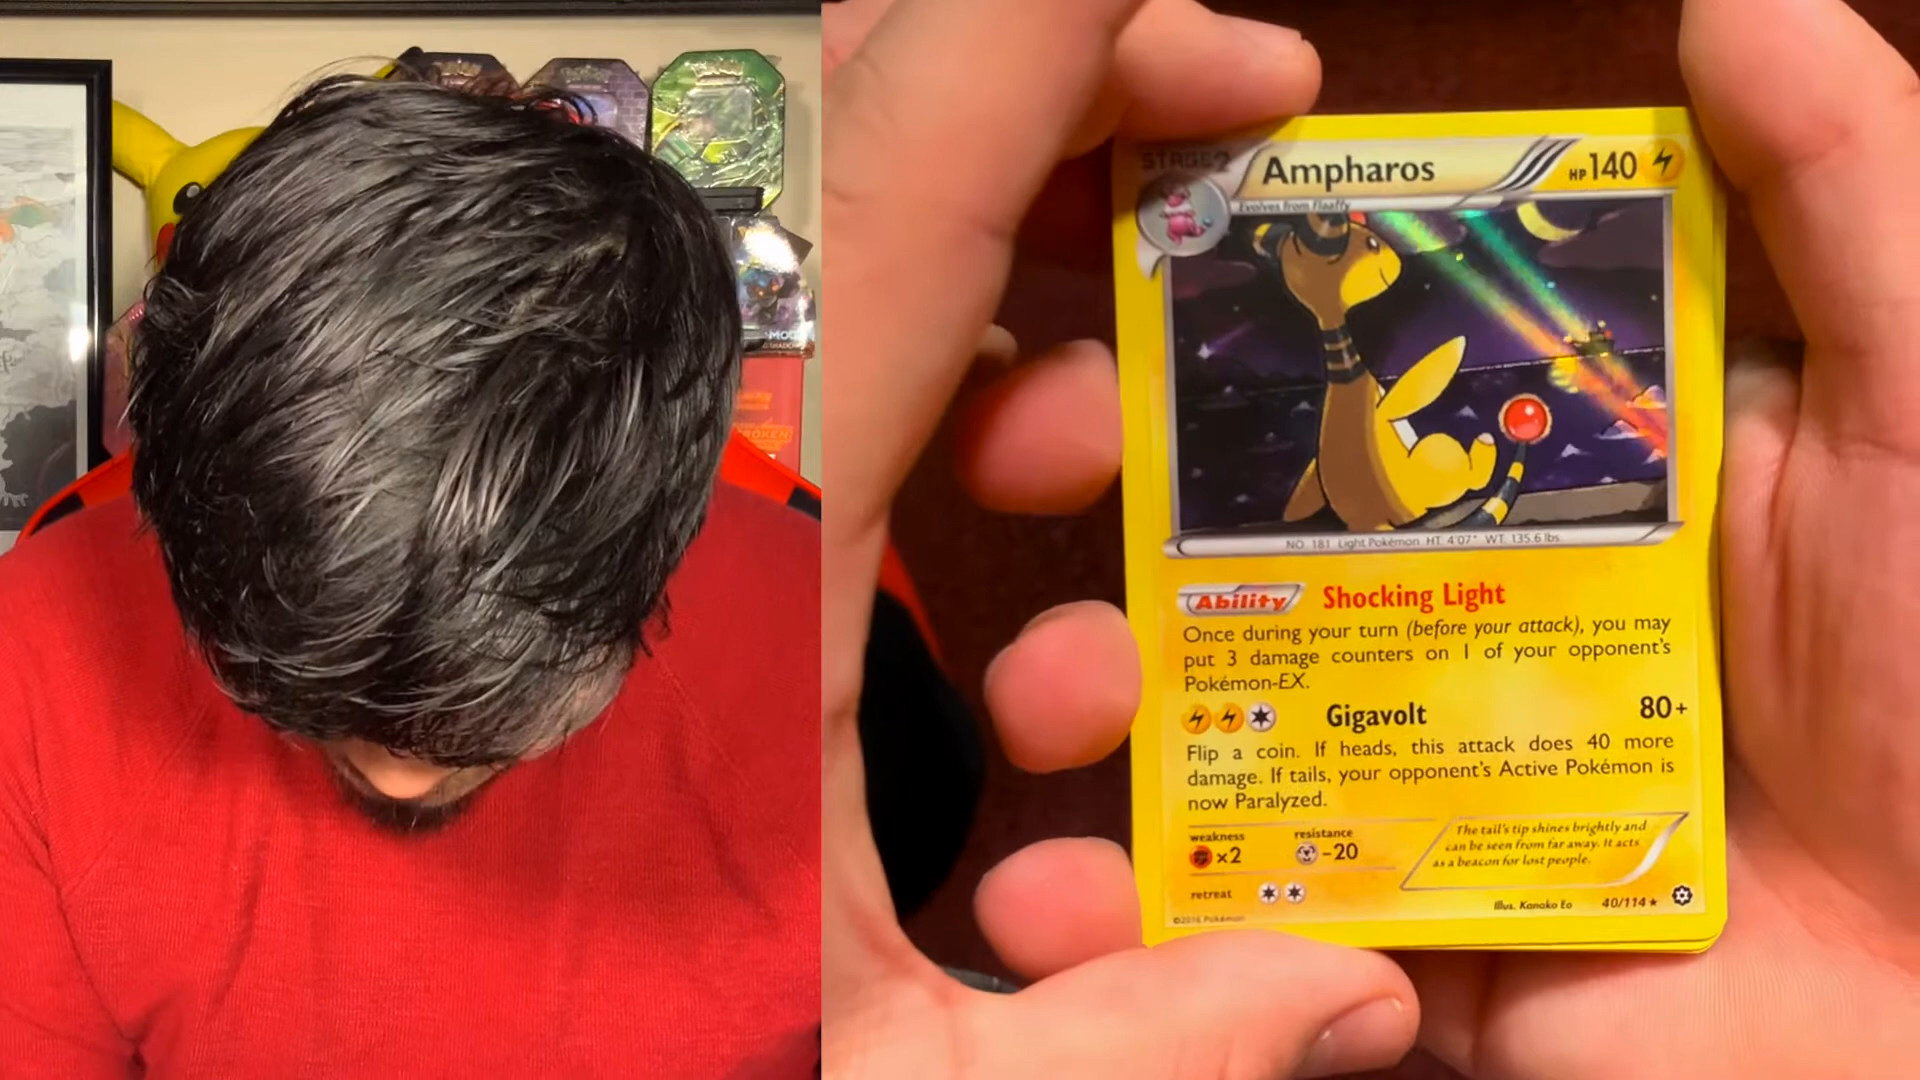 STAGE2
Ampharos
HP140
Evolves from Flaaffy
NO. 181 Light Pokémon HT. 4'07" WT. 135.6 lbs.
Ability Shocking Light
Once during your turn (before your attack), you may
put 3 damage counters on 1 of your opponent's
Pokémon-EX.
Gigavolt 80+
Flip a coin. If heads, this attack does 40 more
damage. If tails, your opponent's Active Pokémon is
now Paralyzed.
weakness
×2
resistance
-20
retreat
The tail's tip shines brightly and
can be seen from far away. It acts
as a beacon for lost people.
Illus. Kanako Eo 40/114
©2016 Pokémon